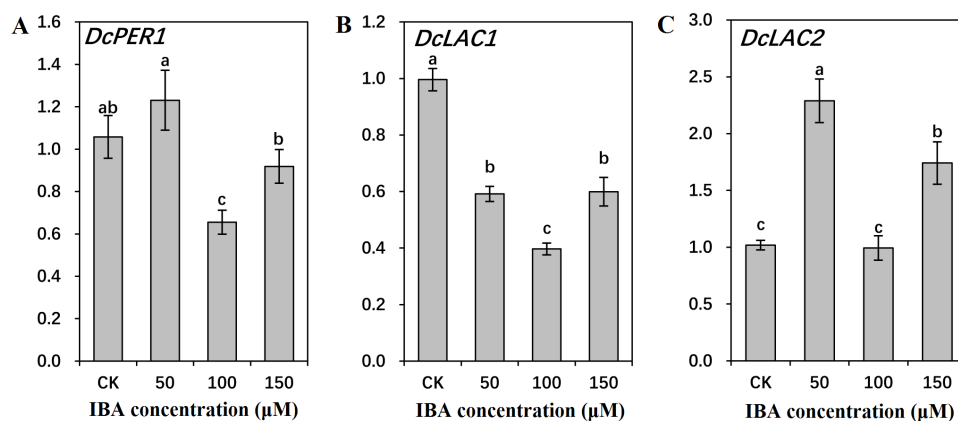 A
DcPER1
1.6
1.4
1.2
1.0
0.8
0.6
0.4
0.2
0.0
ab
a
c
b
CK 50 100 150
IBA concentration (μM)
B
DcLAC1
1.2
1.0
0.8
0.6
0.4
0.2
0.0
a
b
c
b
CK 50 100 150
IBA concentration (μM)
C
DcLAC2
3.0
2.5
2.0
1.5
1.0
0.5
0.0
c
a
c
b
CK 50 100 150
IBA concentration (μM)